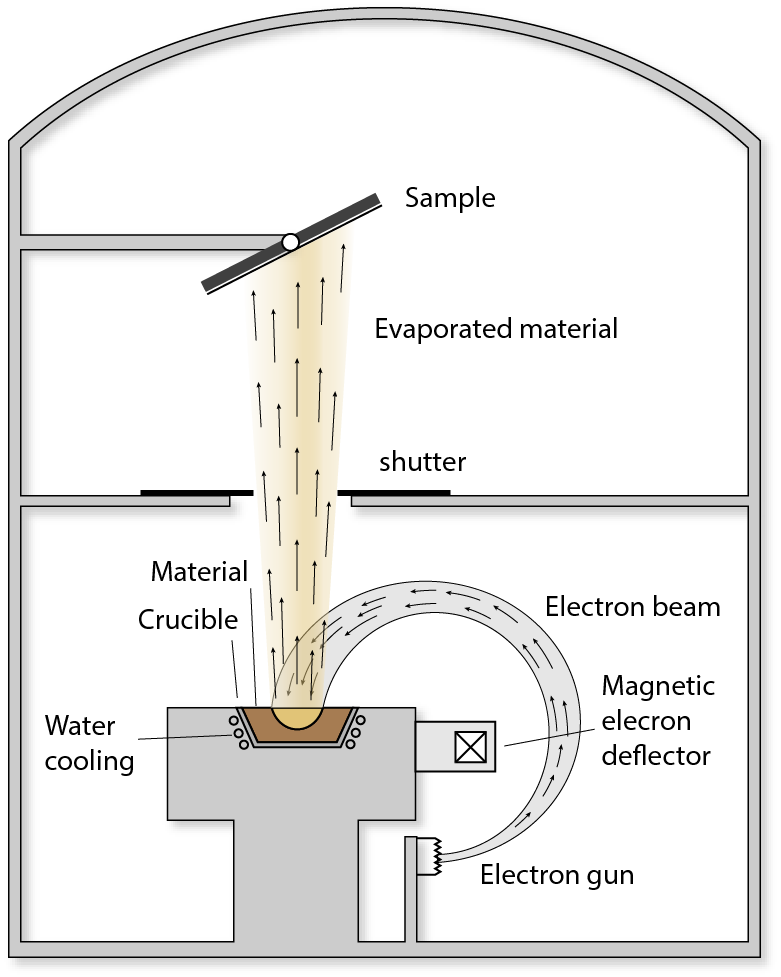 Sample
Evaporated material
shutter
Material
Crucible
Electron beam
Magnetic
elecron
deflector
Water
cooling
Electron gun